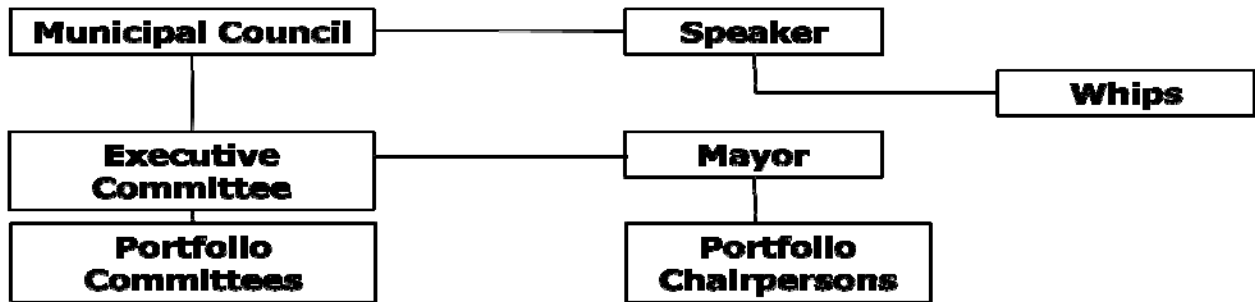 Municipal Council
Speaker
Whips
Executive
Committee
Mayor
Portfolio
Committees
Portfolio
Chairpersons